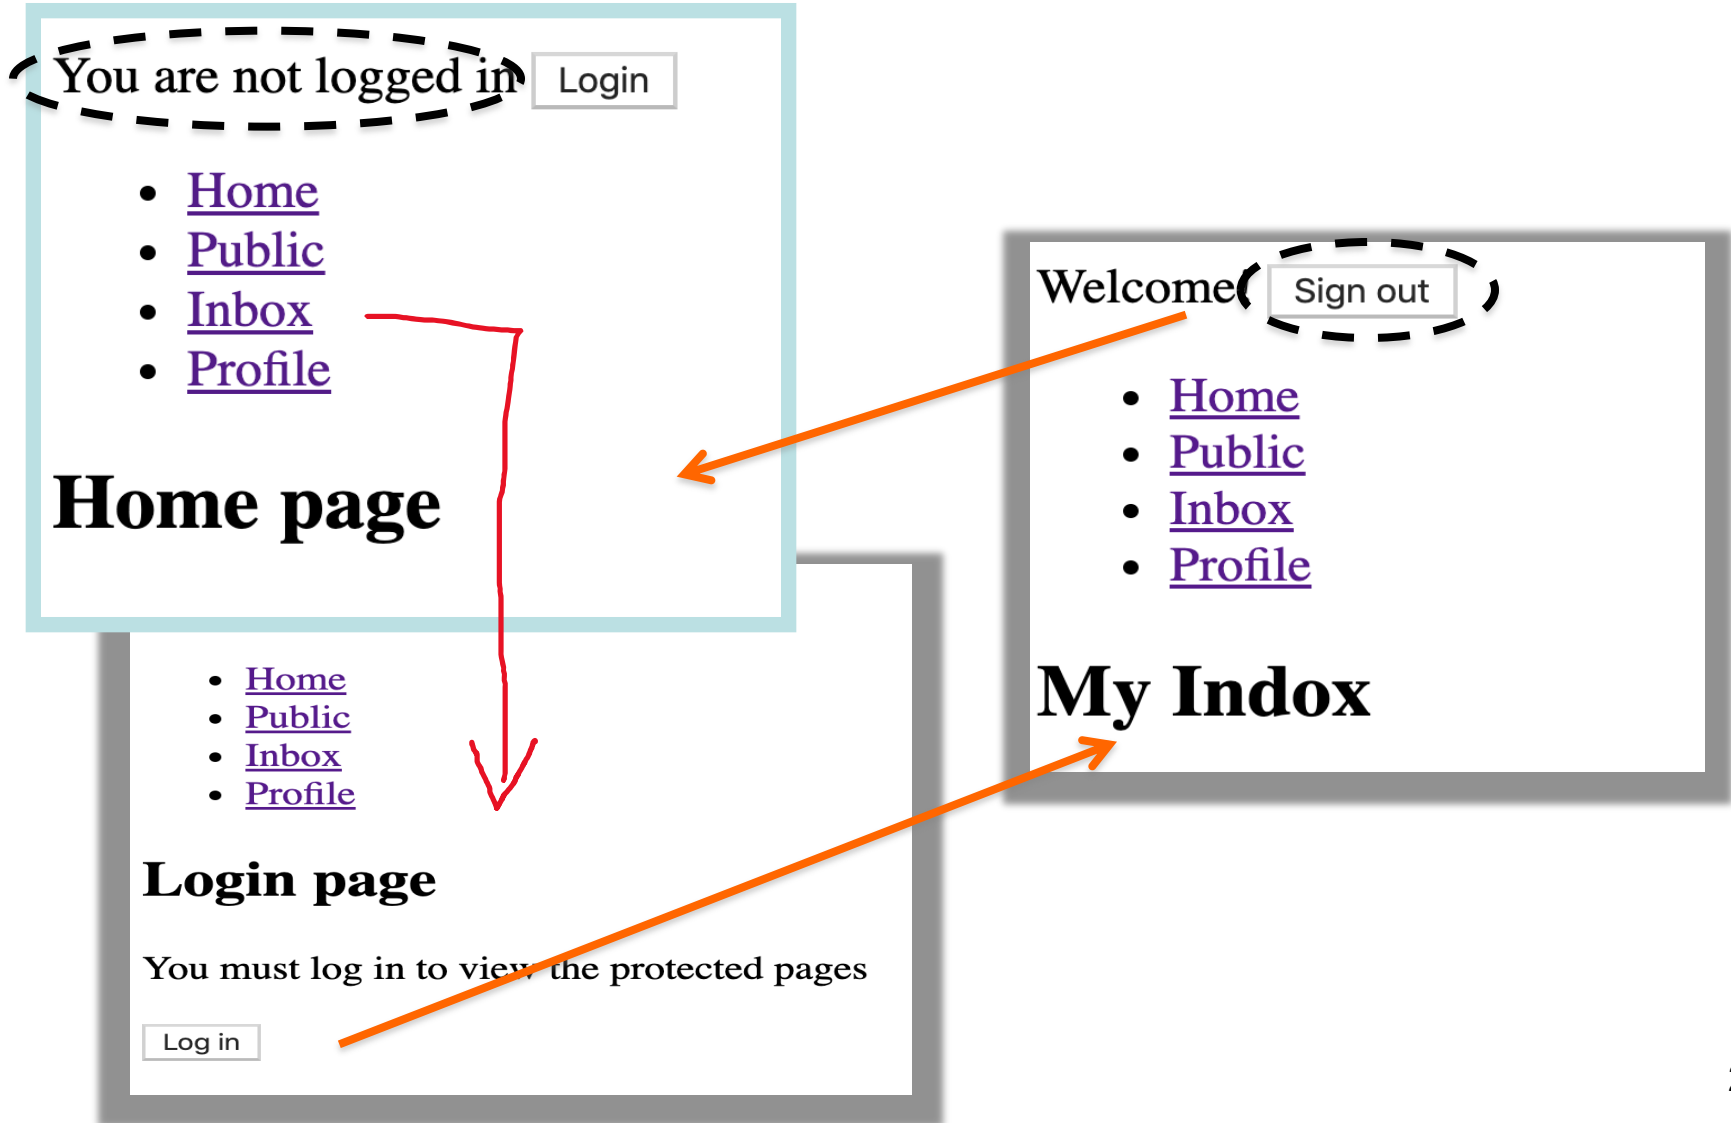 You are not logged in Login
Home
Public
Inbox
Profile
Home page
Home
Public
Inbox
Profile
Login page
You must log in to view the protected pages
Log in
Welcome! Sign out
Home
Public
Inbox
Profile
My Indox